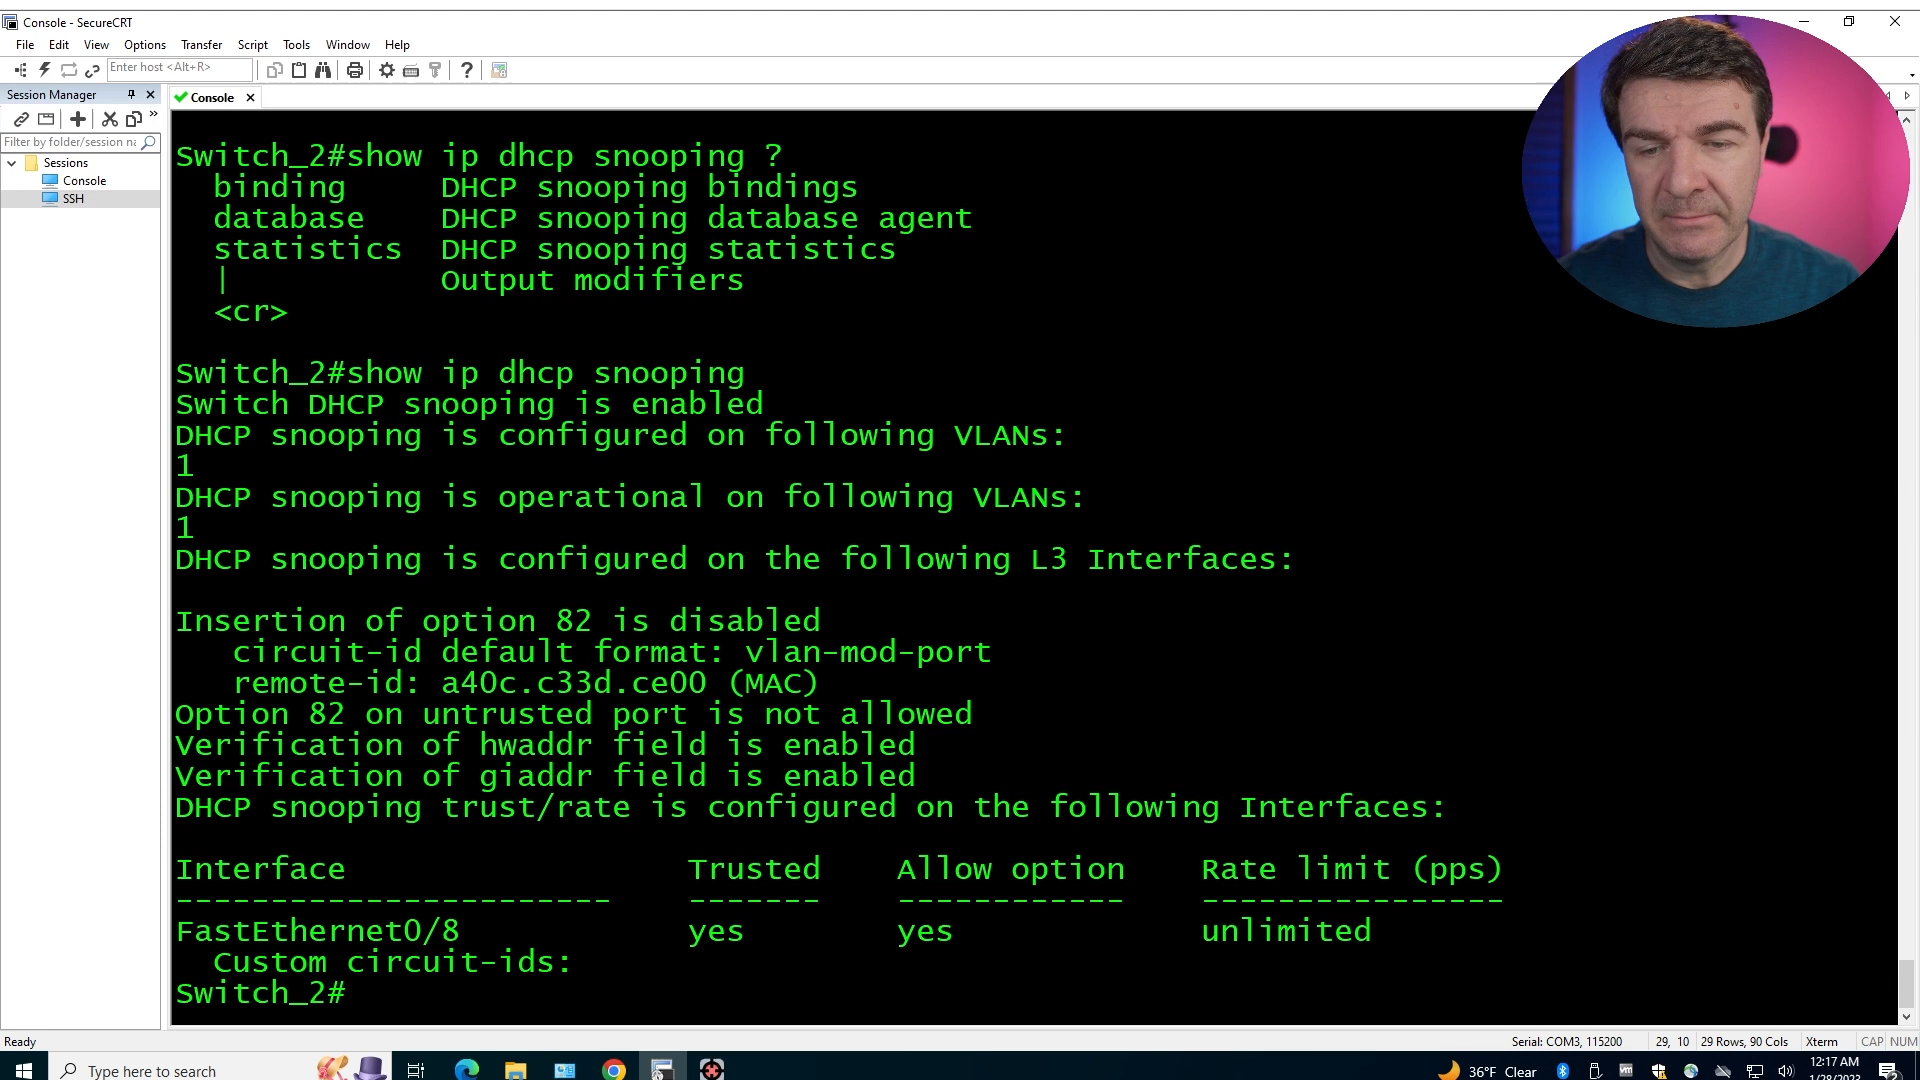 Console - SecureCRT
File Edit View Options Transfer Script Tools Window Help
Enter host <Alt+R>
Session Manager
Console
Filter by folder/session na
Sessions
Console
SSH
Switch_2#show ip dhcp snooping ?
binding DHCP snooping bindings
database DHCP snooping database agent
statistics DHCP snooping statistics
| Output modifiers
<cr>
Switch_2#show ip dhcp snooping
Switch DHCP snooping is enabled
DHCP snooping is configured on following VLANs:
1
DHCP snooping is operational on following VLANs:
1
DHCP snooping is configured on the following L3 Interfaces:
Insertion of option 82 is disabled
circuit-id default format: vlan-mod-port
remote-id: a40c.c33d.ce00 (MAC)
Option 82 on untrusted port is not allowed
Verification of hwaddr field is enabled
Verification of giaddr field is enabled
DHCP snooping trust/rate is configured on the following Interfaces:
Interface Trusted Allow option Rate limit (pps)
----------------------- ------- ------------ ----------------
FastEthernet0/8 yes yes unlimited
Custom circuit-ids:
Switch_2#
Ready
Serial: COM3, 115200 29, 10 29 Rows, 90 Cols Xterm CAP NUM
Type here to search
36°F Clear
12:17 AM